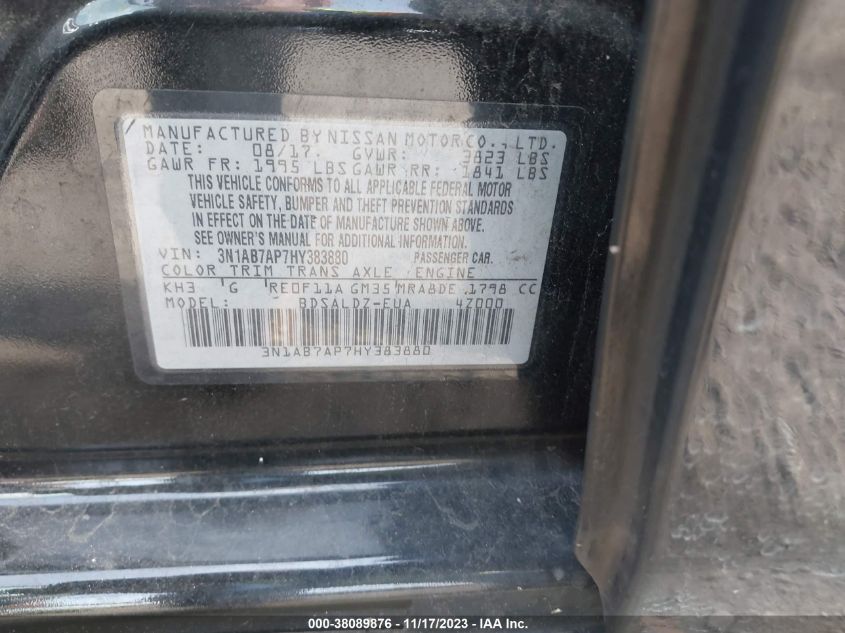 MANUFACTURED BY NISSAN MOTOR CO., LTD.
DATE: 08/17. GVWR: 3823 LBS
GAWR FR: 1995 LBS GAWR RR: 1841 LBS
THIS VEHICLE CONFORMS TO ALL APPLICABLE FEDERAL MOTOR
VEHICLE SAFETY, BUMPER AND THEFT PREVENTION STANDARDS
IN EFFECT ON THE DATE OF MANUFACTURE SHOWN ABOVE.
SEE OWNER'S MANUAL FOR ADDITIONAL INFORMATION.
VIN: 3N1AB7AP7HY383880 PASSENGER CAR.
COLOR TRIM TRANS AXLE ENGINE
KH3 G RE0F11A GM35 MRA8DE 1798 CC
MODEL: BDSALDZ-EUA 4Z000
3N1AB7AP7HY383880
000-38089876 - 11/17/2023 - IAA Inc.